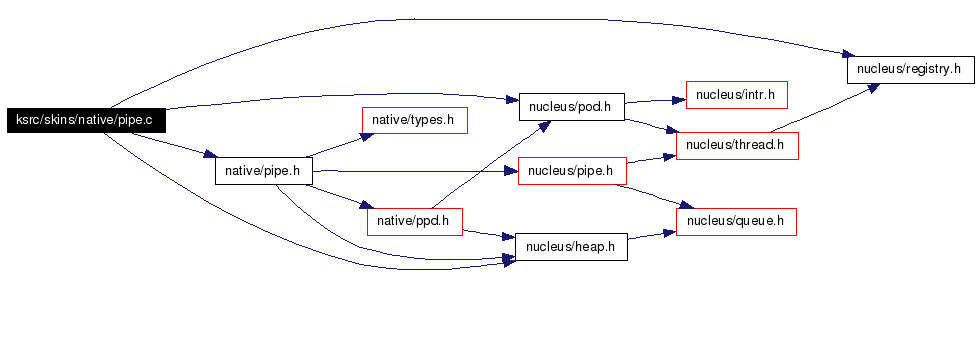 nucleus/registry.h
nucleus/intr.h
nucleus/pod.h
ksrc/skins/native/pipe.c
native/types.h
nucleus/thread.h
native/pipe.h
nucleus/pipe.h
native/ppd.h
nucleus/queue.h
nucleus/heap.h